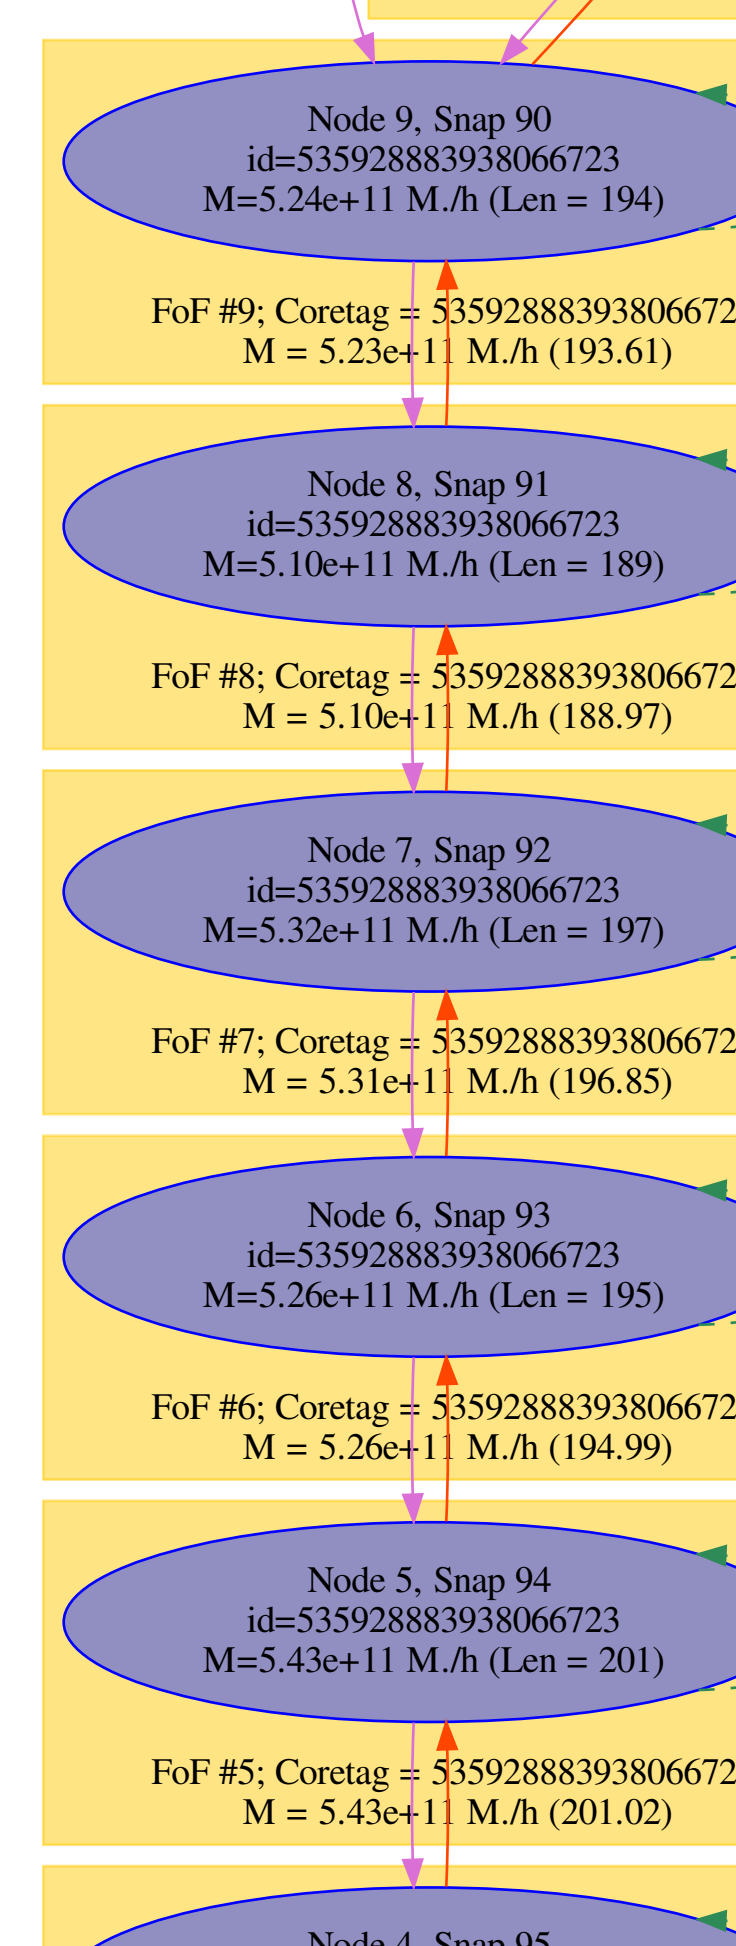 Node 9, Snap 90
id=535928883938066723
M=5.24e+11 M./h (Len = 194)
FoF #9; Coretag = 53592888393806672
M = 5.23e+11 M./h (193.61)
Node 8, Snap 91
id=535928883938066723
M=5.10e+11 M./h (Len = 189)
FoF #8; Coretag = 53592888393806672
M = 5.10e+11 M./h (188.97)
Node 7, Snap 92
id=535928883938066723
M=5.32e+11 M./h (Len = 197)
FoF #7; Coretag = 53592888393806672
M = 5.31e+11 M./h (196.85)
Node 6, Snap 93
id=535928883938066723
M=5.26e+11 M./h (Len = 195)
FoF #6; Coretag = 53592888393806672
M = 5.26e+11 M./h (194.99)
Node 5, Snap 94
id=535928883938066723
M=5.43e+11 M./h (Len = 201)
FoF #5; Coretag = 53592888393806672
M = 5.43e+11 M./h (201.02)
Node 4, Snap 95